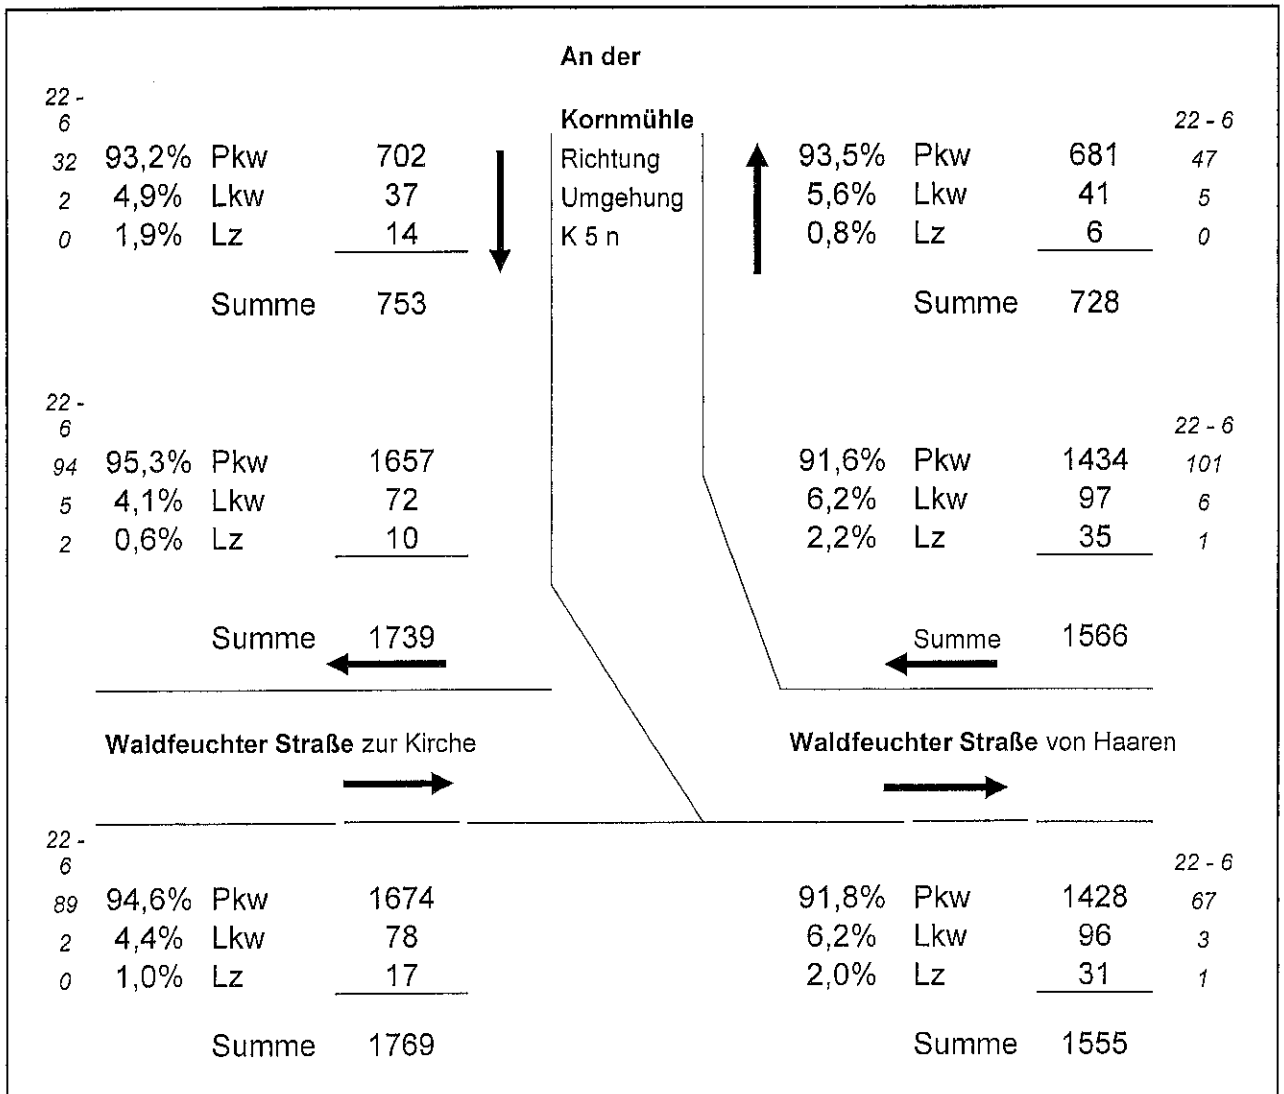 An der
Kornmühle
Richtung
Umgehung
K 5 n
22 -
6
32 93,2% Pkw 702
2 4,9% Lkw 37
0 1,9% Lz 14
Summe 753
22 - 6
93,5% Pkw 681 47
5,6% Lkw 41 5
0,8% Lz 6 0
Summe 728
22 -
6
94 95,3% Pkw 1657
5 4,1% Lkw 72
2 0,6% Lz 10
Summe 1739
22 - 6
91,6% Pkw 1434 101
6,2% Lkw 97 6
2,2% Lz 35 1
Summe 1566
Waldfeuchter Straße zur Kirche
Waldfeuchter Straße von Haaren
22 -
6
89 94,6% Pkw 1674
2 4,4% Lkw 78
0 1,0% Lz 17
Summe 1769
22 - 6
91,8% Pkw 1428 67
6,2% Lkw 96 3
2,0% Lz 31 1
Summe 1555